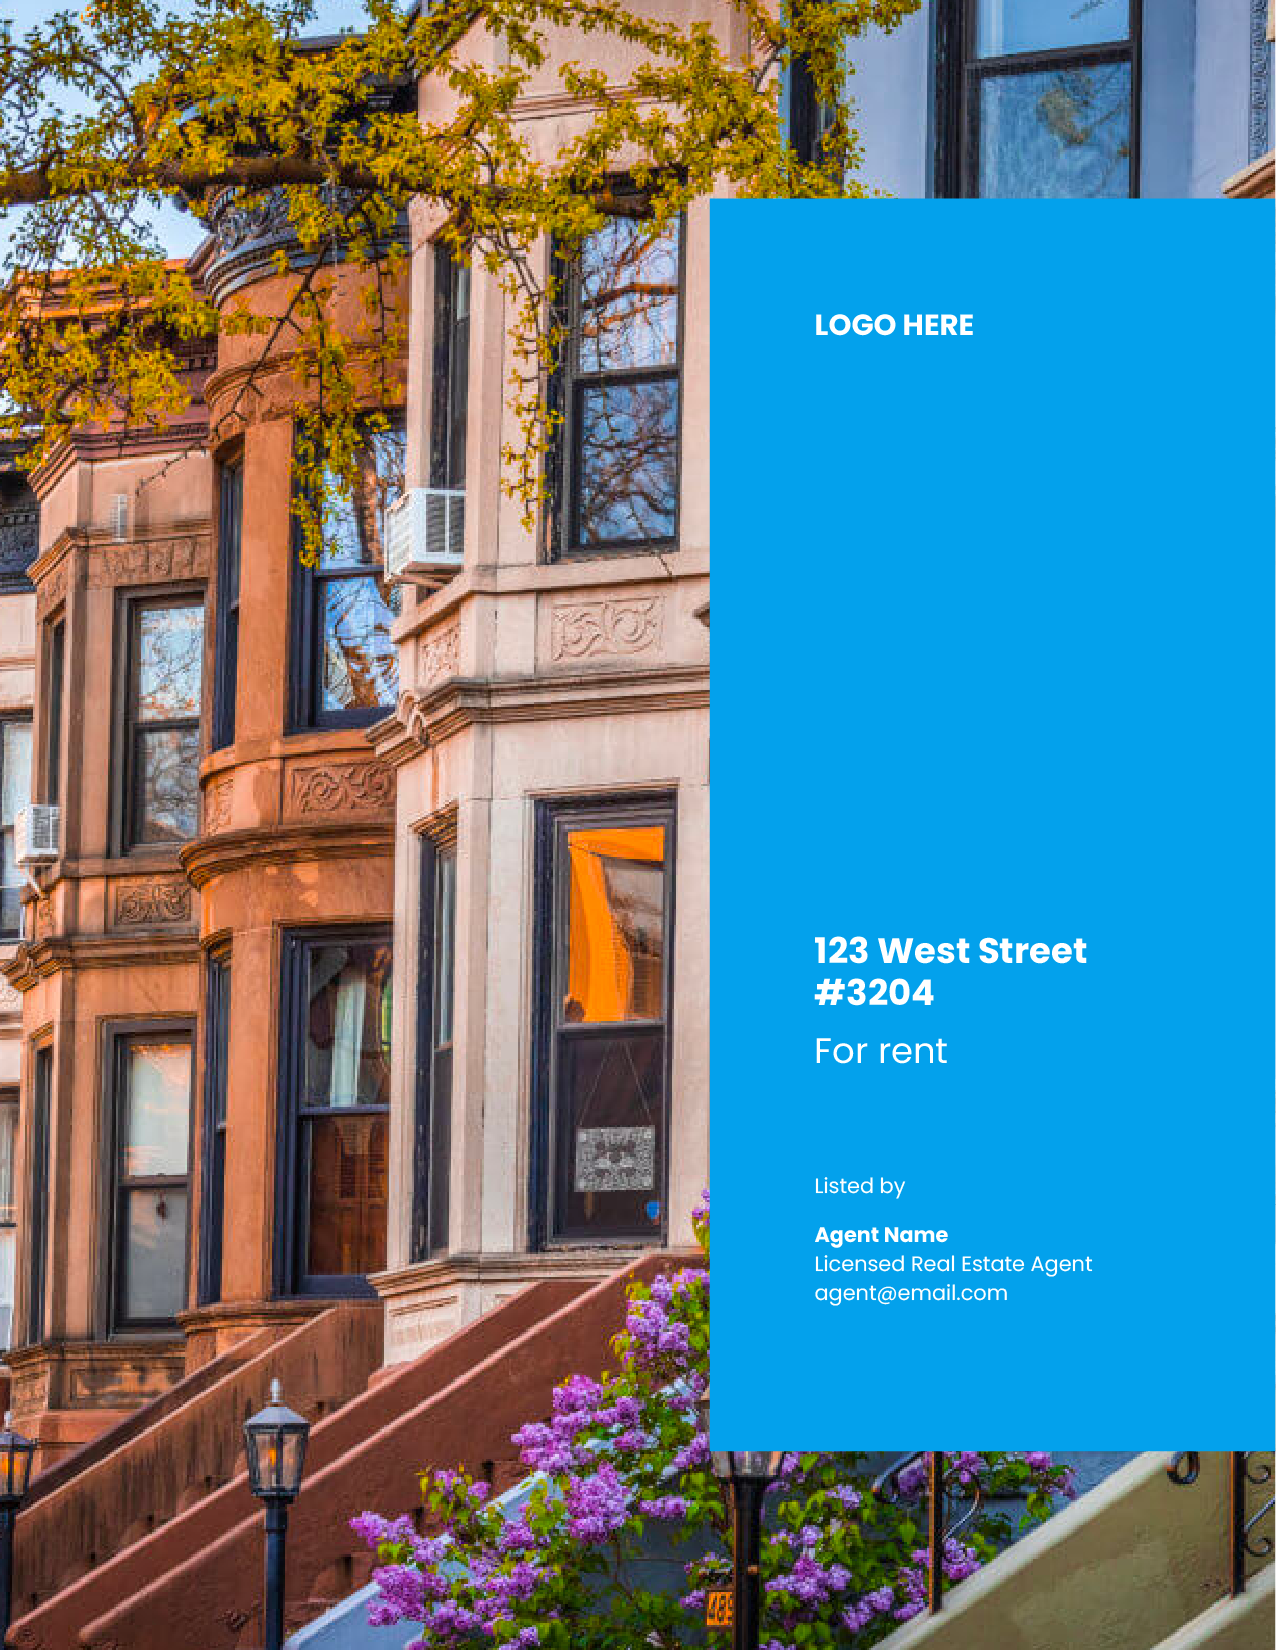 LOGO HERE
123 West Street
#3204
For rent
Listed by
Agent Name
Licensed Real Estate Agent
agent@email.com